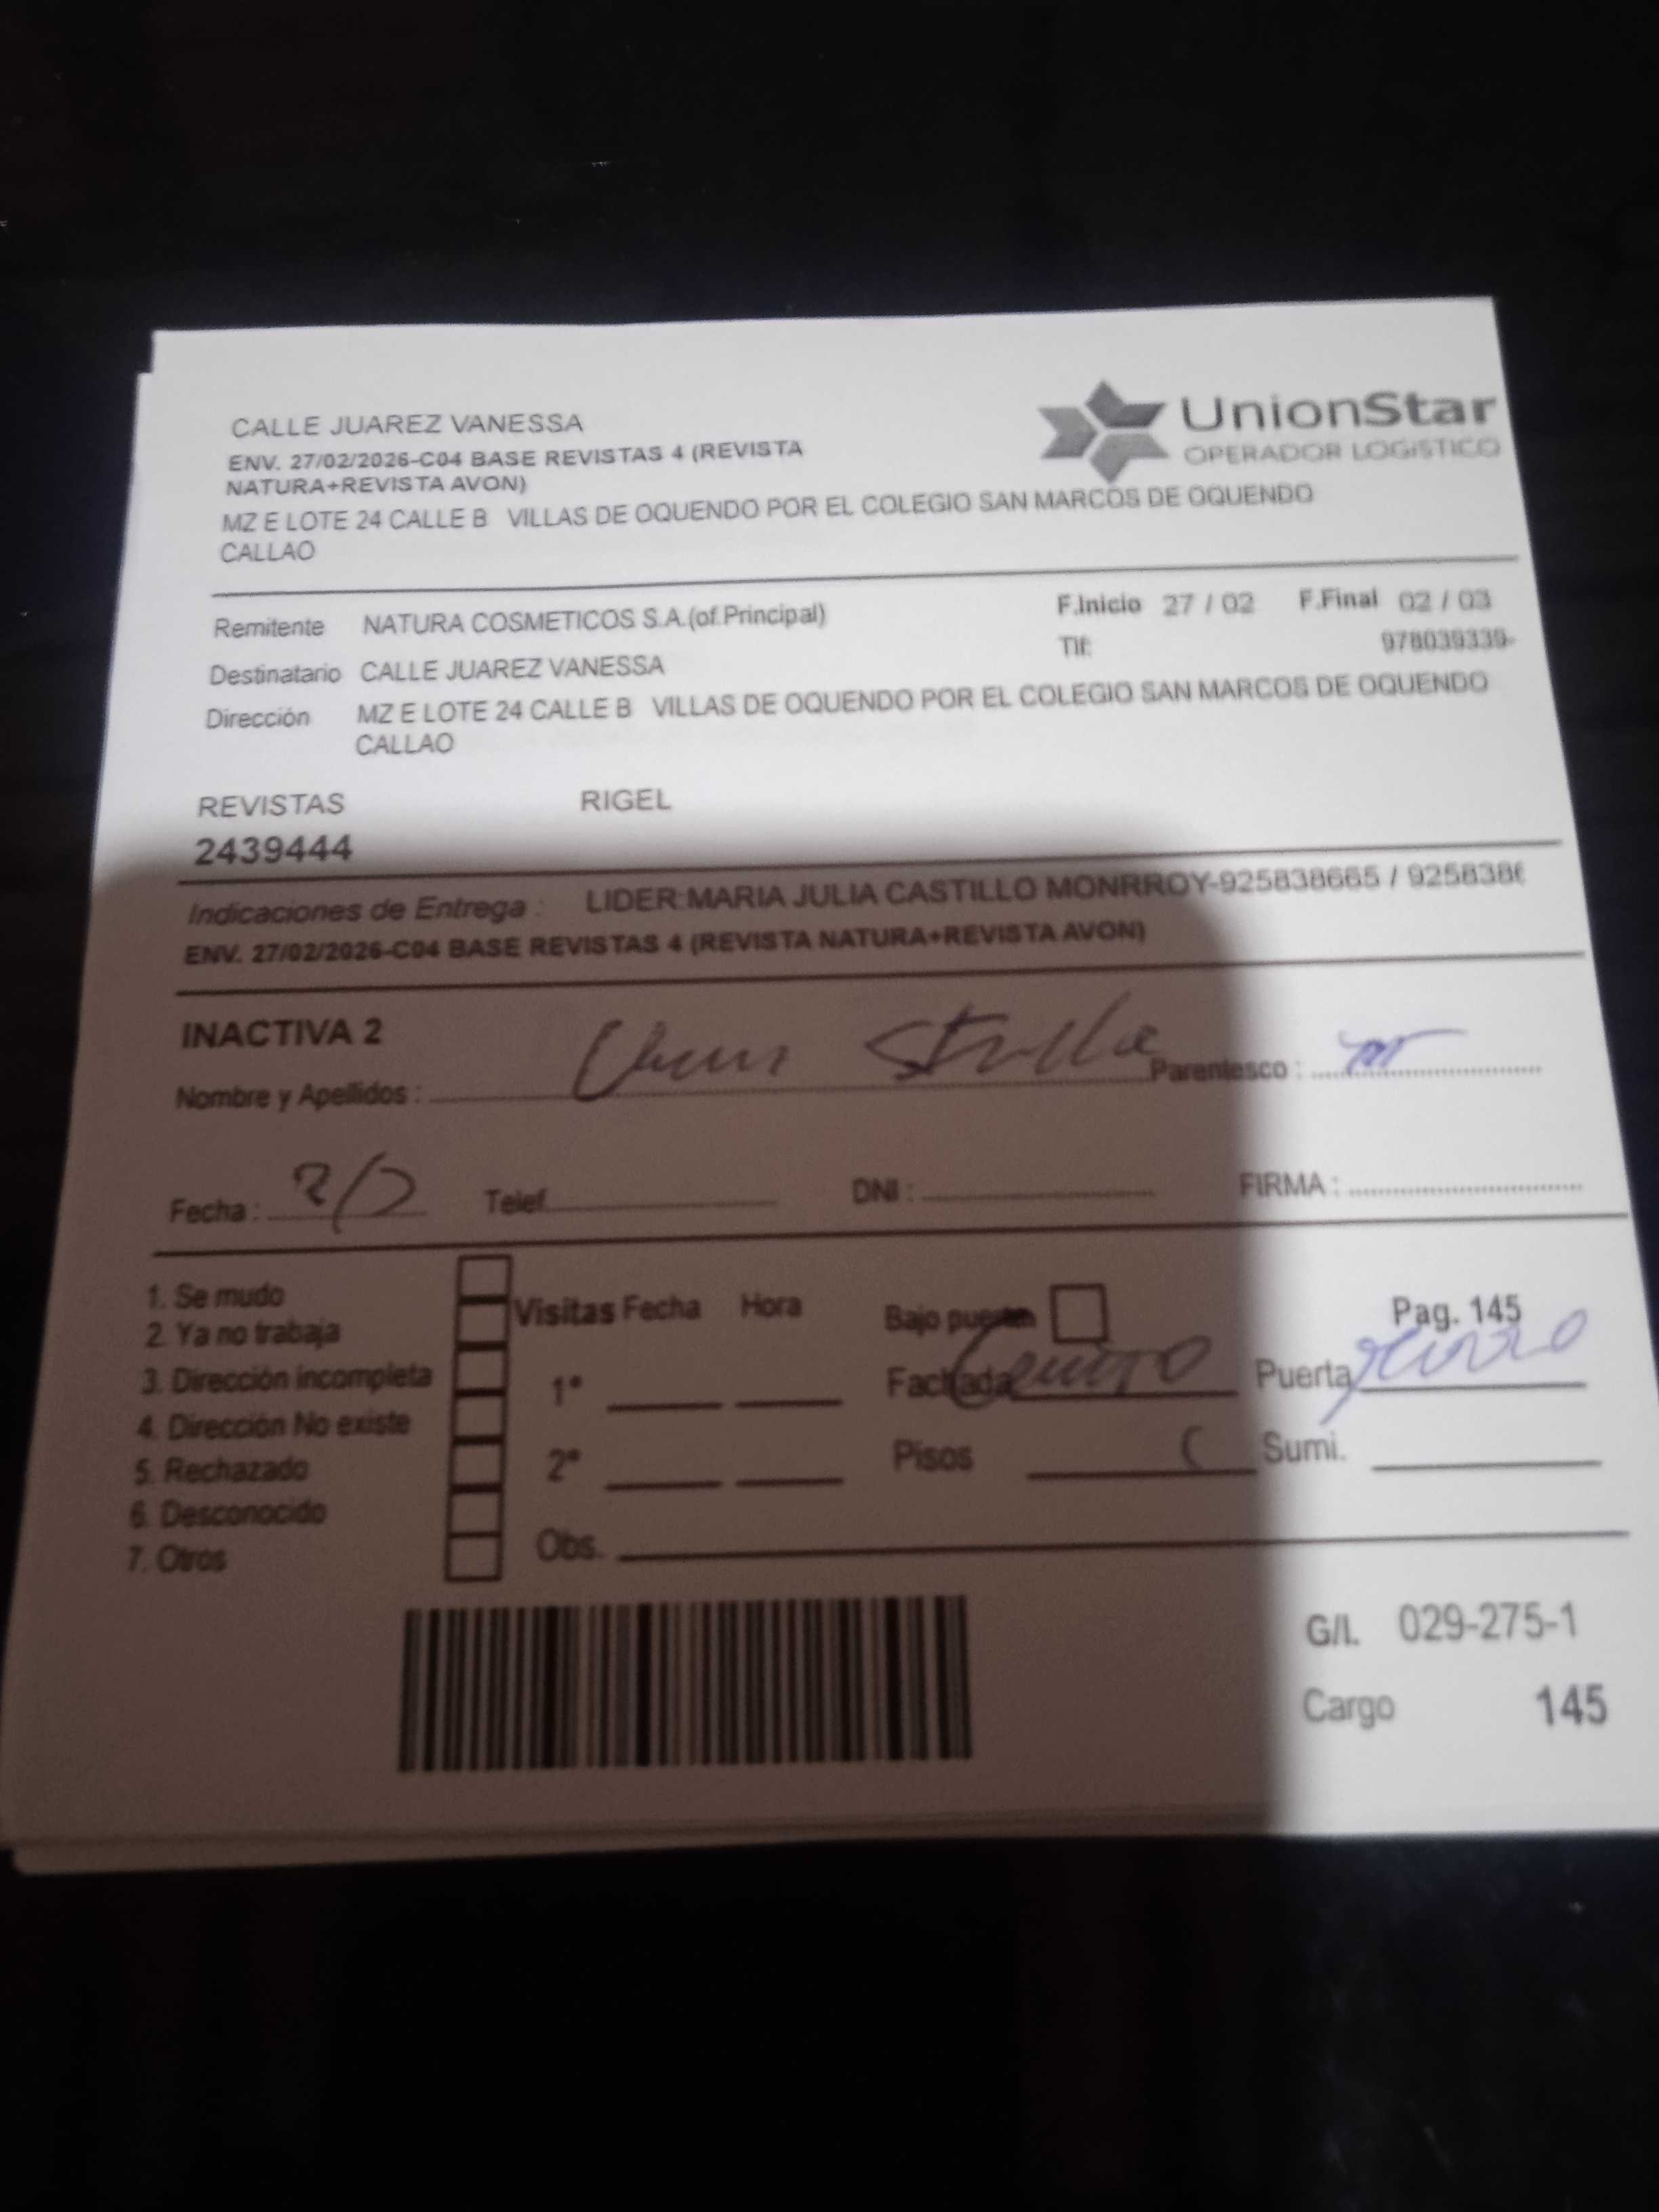 CALLE JUAREZ VANESSA
ENV. 27/02/2026-C04 BASE REVISTAS 4 (REVISTA
NATURA+REVISTA AVON)
MZ E LOTE 24 CALLE B VILLAS DE OQUENDO POR EL COLEGIO SAN MARCOS DE OQUENDO
CALLAO
UnionStar
OPERADOR LOGÍSTICO
Remitente NATURA COSMETICOS S.A.(of.Principal) F.Inicio 27 / 02 F.Final 02 / 03
Destinatario CALLE JUAREZ VANESSA Tlf: 978039339-
Dirección MZ E LOTE 24 CALLE B VILLAS DE OQUENDO POR EL COLEGIO SAN MARCOS DE OQUENDO
CALLAO
REVISTAS RIGEL
2439444
Indicaciones de Entrega : LIDER:MARIA JULIA CASTILLO MONRROY-925838665 / 9258386
ENV. 27/02/2026-C04 BASE REVISTAS 4 (REVISTA NATURA+REVISTA AVON)
INACTIVA 2
Nombre y Apellidos : Parentesco :
Fecha : Telef. DNI : FIRMA :
1. Se mudo
2. Ya no trabaja
3. Dirección incompleta
4. Dirección No existe
5. Rechazado
6. Desconocido
7. Otros
Visitas Fecha Hora
1°
2°
Obs.
Bajo puerta Pag. 145
Fachada Puerta
Pisos Sumi.
G/I. 029-275-1
Cargo 145